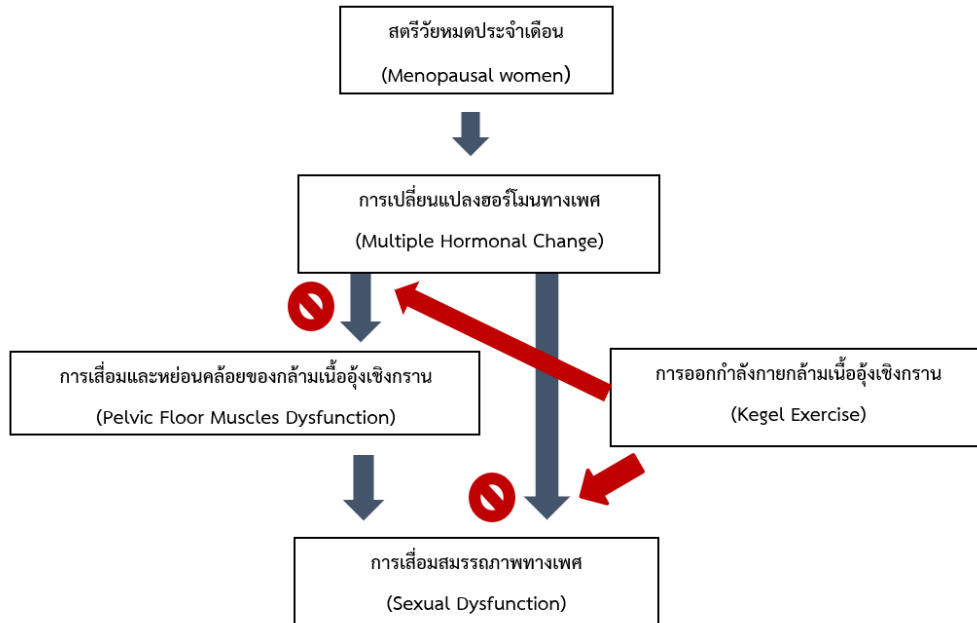 สตรีวัยหมดประจำเดือน
(Menopausal women)
การเปลี่ยนแปลงฮอร์โมนทางเพศ
(Multiple Hormonal Change)
การเสื่อมและหย่อนคล้อยของกล้ามเนื้ออุ้งเชิงกราน
(Pelvic Floor Muscles Dysfunction)
การออกกำลังกายกล้ามเนื้ออุ้งเชิงกราน
(Kegel Exercise)
การเสื่อมสมรรถภาพทางเพศ
(Sexual Dysfunction)